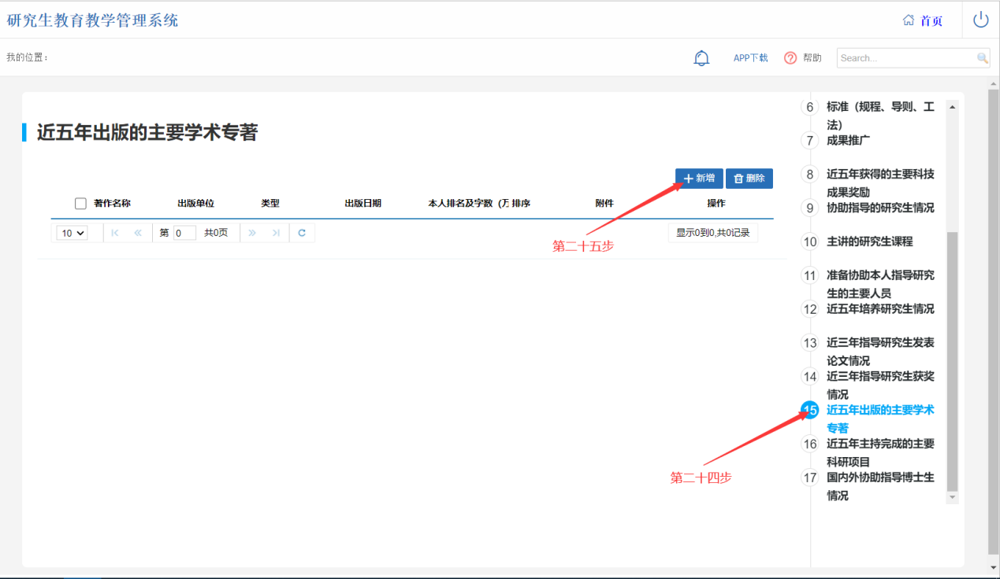 研究生教育教学管理系统
首页
我的位置：
APP下载
帮助
Search...
近五年出版的主要学术专著
新增
删除
著作名称 出版单位 类型 出版日期 本人排名及字数（万 排序 附件 操作
10 第 0 共0页 显示0到0,共0记录
第二十五步
6 标准（规程、导则、工
法）
7 成果推广
8 近五年获得的主要科技
成果奖励
9 协助指导的研究生情况
10 主讲的研究生课程
11 准备协助本人指导研究
生的主要人员
12 近五年培养研究生情况
13 近三年指导研究生发表
论文情况
14 近三年指导研究生获奖
情况
15 近五年出版的主要学术
专著
16 近五年主持完成的主要
科研项目
17 国内外协助指导博士生
情况
第二十四步